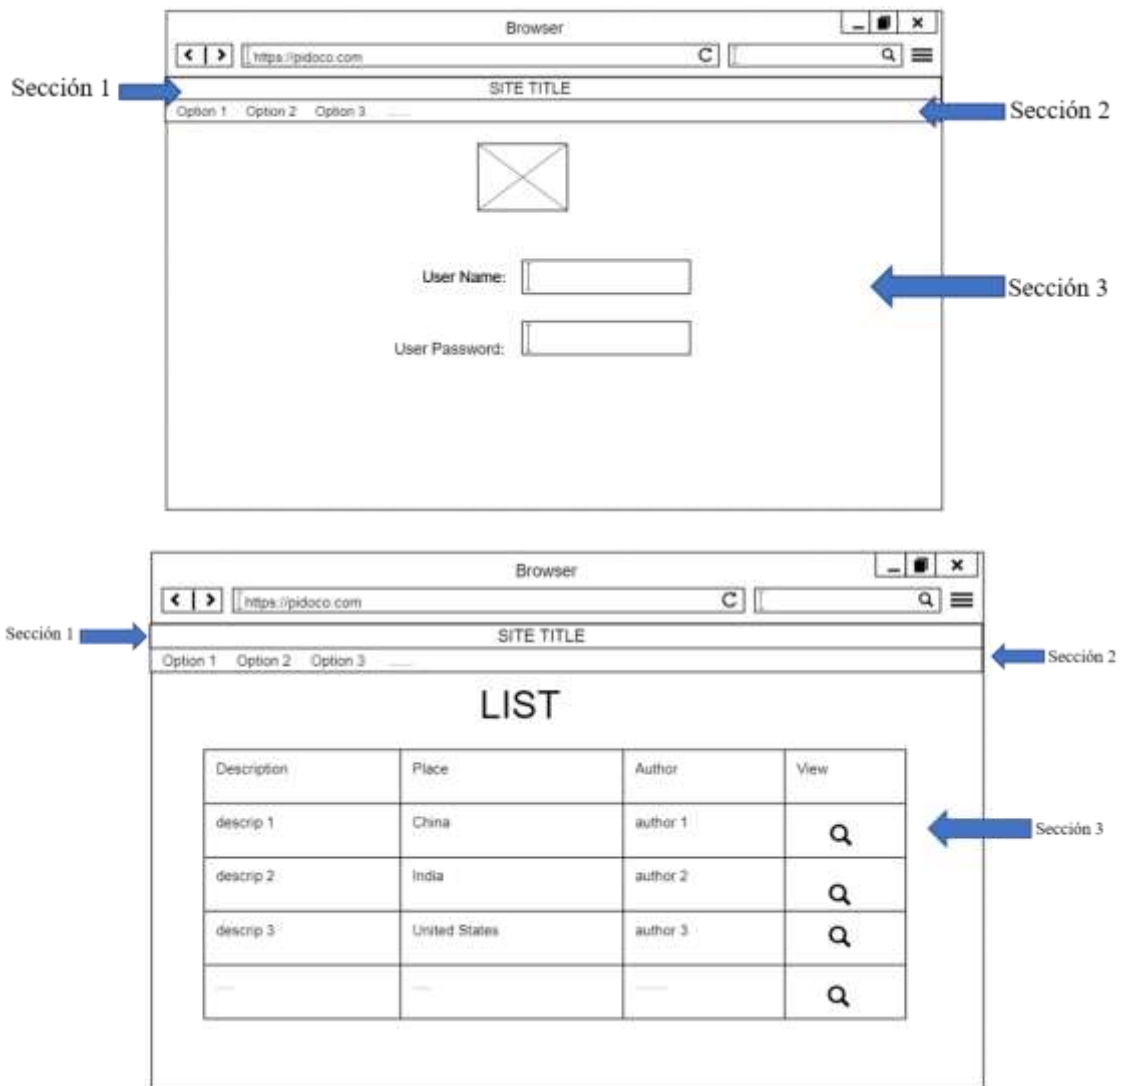 Browser
https://pidoco.com
Sección 1
SITE TITLE
Option 1 Option 2 Option 3 ......
Sección 2
User Name:
Sección 3
User Password:
Browser
https://pidoco.com
Sección 1
SITE TITLE
Option 1 Option 2 Option 3 ......
Sección 2
LIST
Description Place Author View
descrip 1 China author 1
Sección 3
descrip 2 India author 2
descrip 3 United States author 3
..... ..... ........